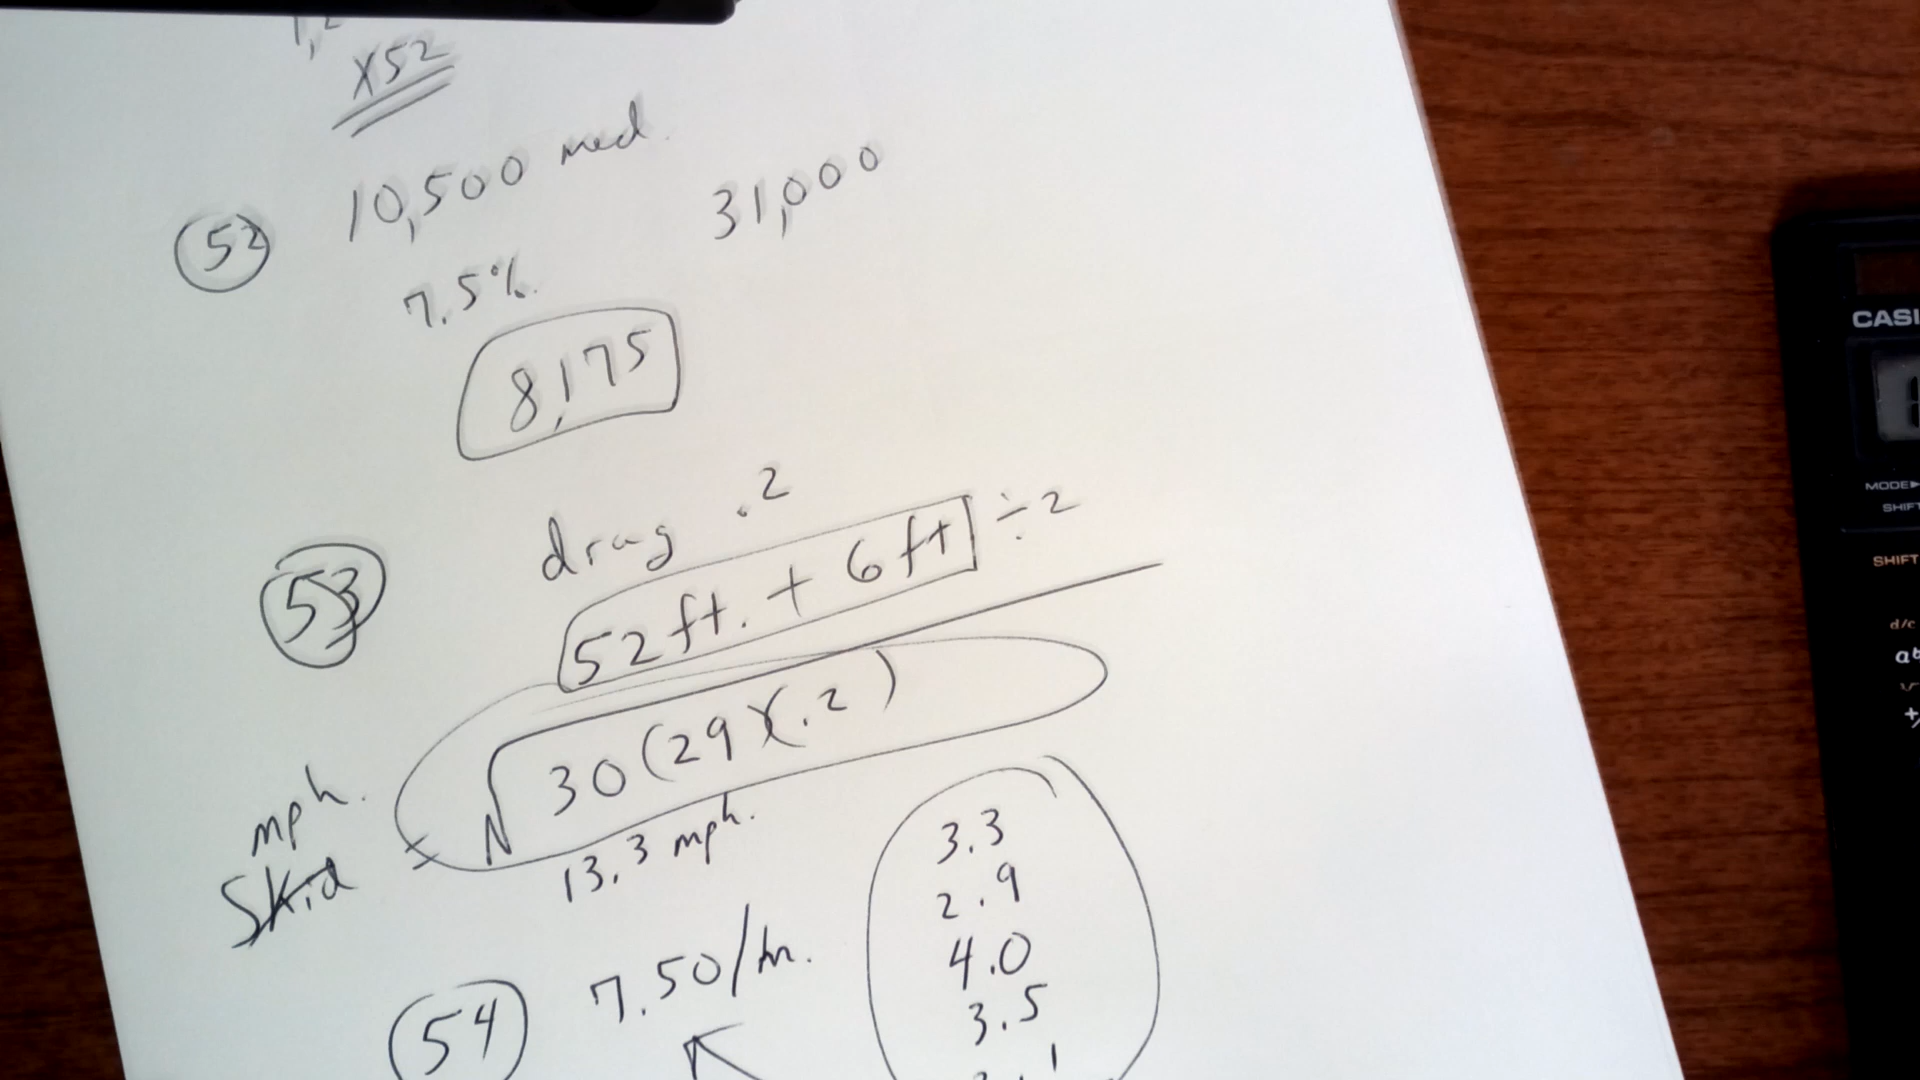 X52
52 10,500 med.
7.5% 31,000
8,175
53 drag .2
52 ft. + 6 ft ÷ 2
mph. Skid = √30(29)(.2)
13.3 mph.
54 7.50/hr.
3.3
2.9
4.0
3.5
CASI
MODE▶
SHIFT
SHIFT
d/c